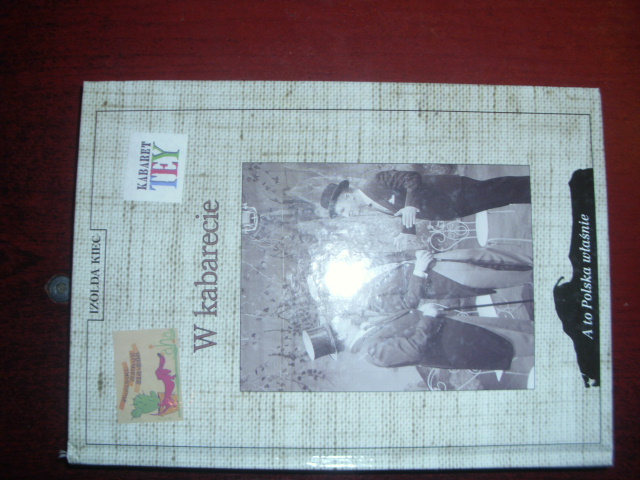 IZOLDA KIEC
KABARET
TEY
W kabarecie
A to Polska właśnie